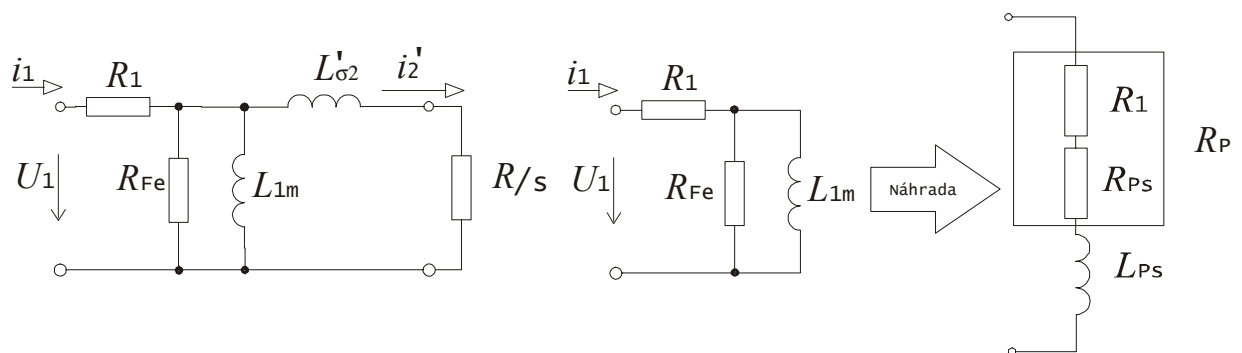 i1
R1
L'σ2
i2'
U1
RFe
L1m
R/s
i1
R1
U1
RFe
L1m
Náhrada
R1
RPs
RP
LPs